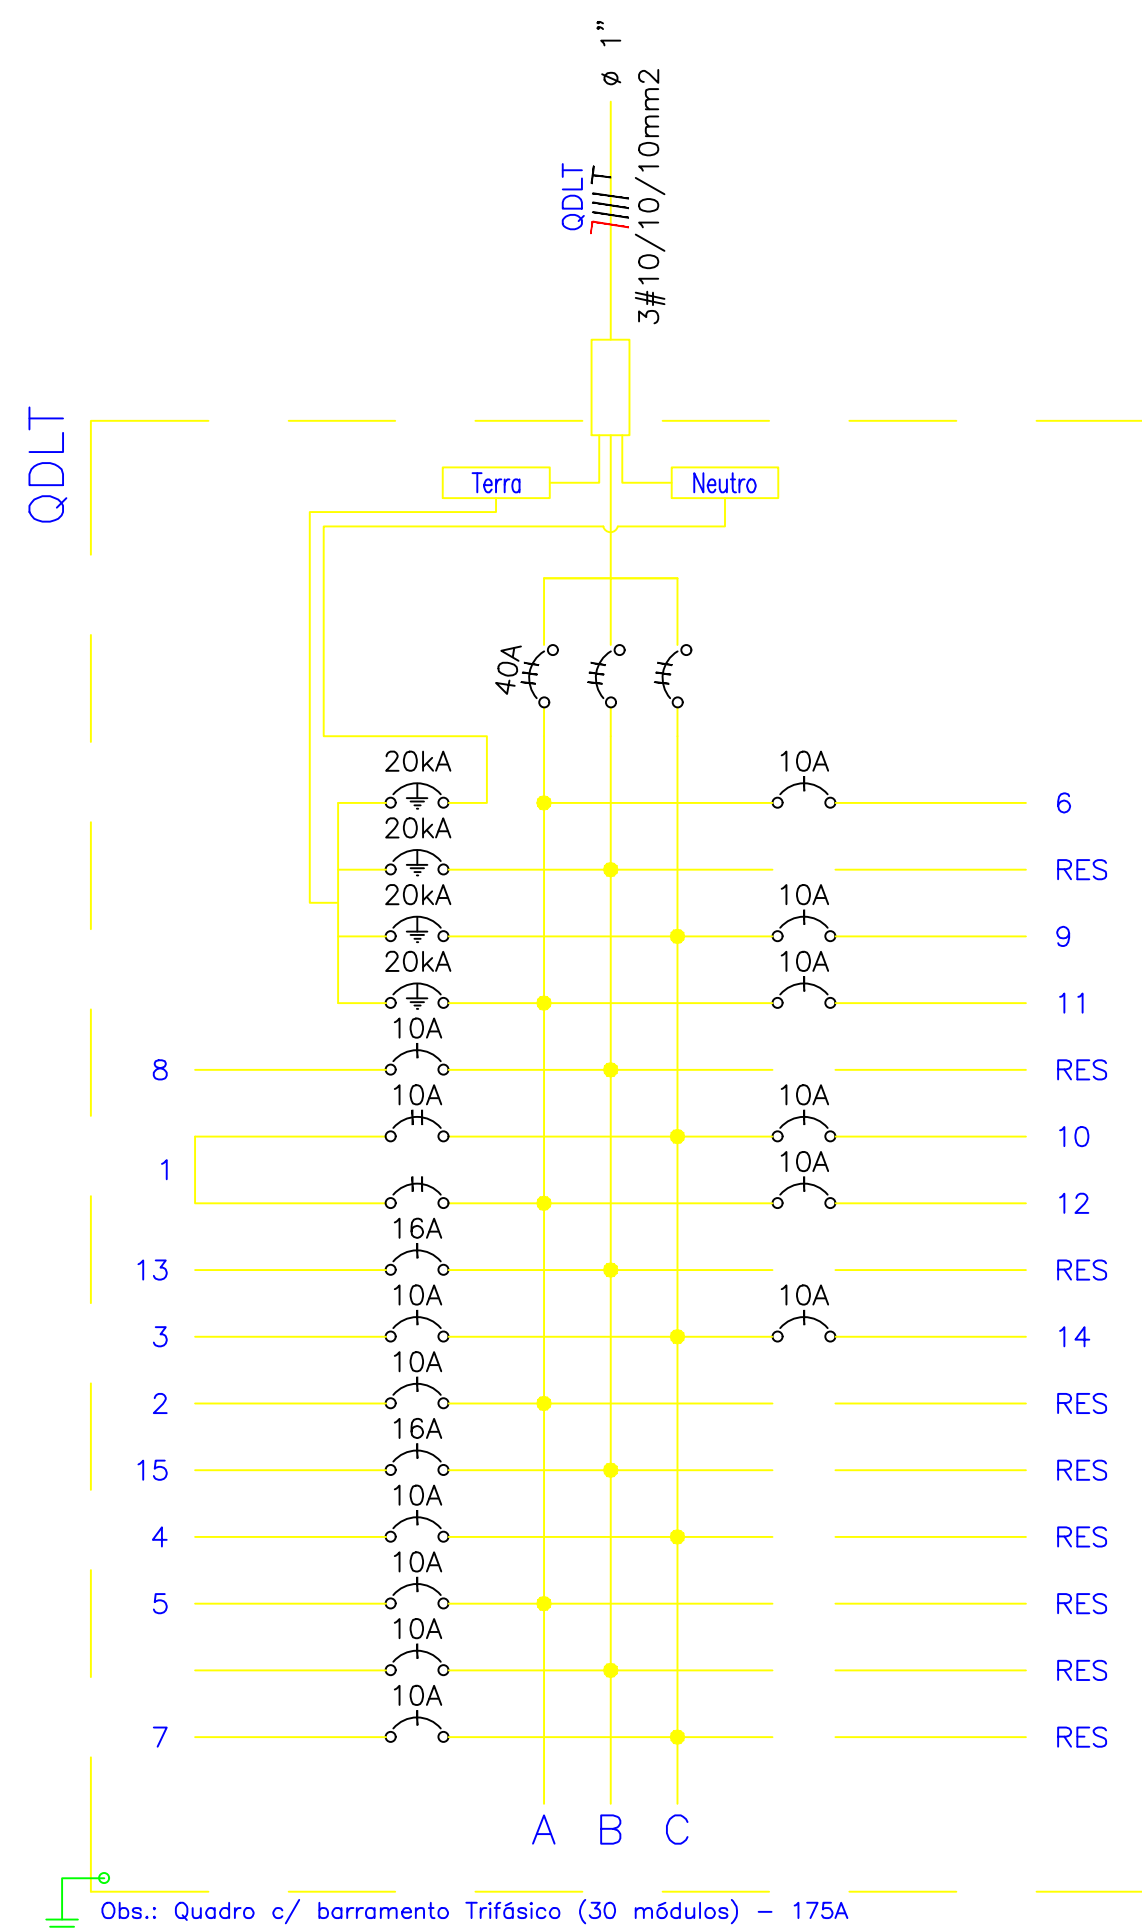 ø 1"
3#10/10/10mm2
QDLT
T
QDLT
Terra
Neutro
40A
20kA
10A
6
20kA
RES
20kA
10A
9
20kA
10A
11
10A
8
RES
10A
10A
10
1
10A
12
16A
13
RES
10A
10A
3
14
10A
2
RES
16A
15
RES
10A
4
RES
10A
5
RES
10A
RES
10A
7
RES
A B C
Obs.: Quadro c/ barramento Trifásico (30 módulos) – 175A